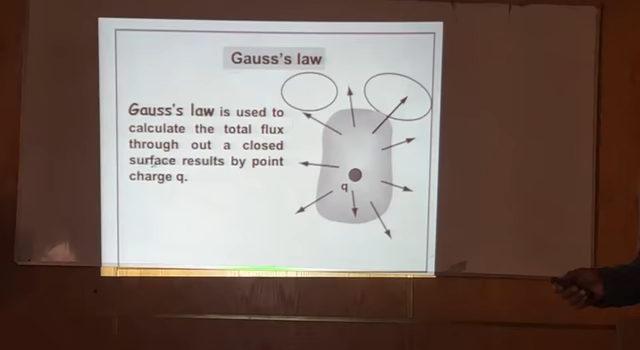 Gauss's law
Gauss's law is used to
calculate the total flux
through out a closed
surface results by point
charge q.
q